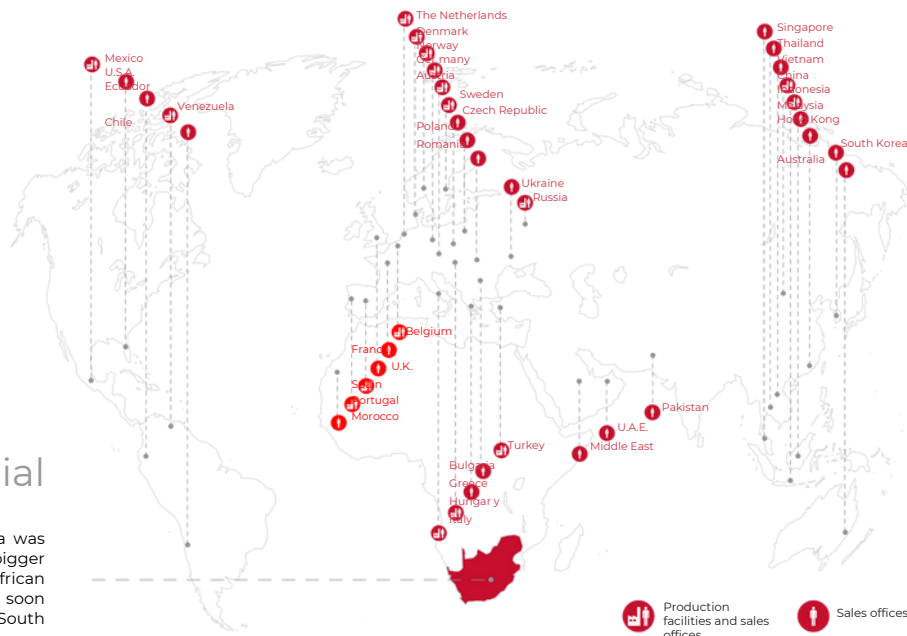 Mexico
U.S.A.
Ecuador
Venezuela
Chile
The Netherlands
Denmark
Norway
Germany
Austria
Sweden
Czech Republic
Poland
Romania
Ukraine
Russia
Singapore
Thailand
Vietnam
China
Indonesia
Malaysia
Hong Kong
South Korea
Australia
Belgium
France
U.K.
Spain
Portugal
Morocco
Pakistan
U.A.E.
Middle East
Turkey
Bulgaria
Greece
Hungar y
Italy
ial
a was
bigger
frican
soon
South
Production
facilities and sales
offices
Sales offices